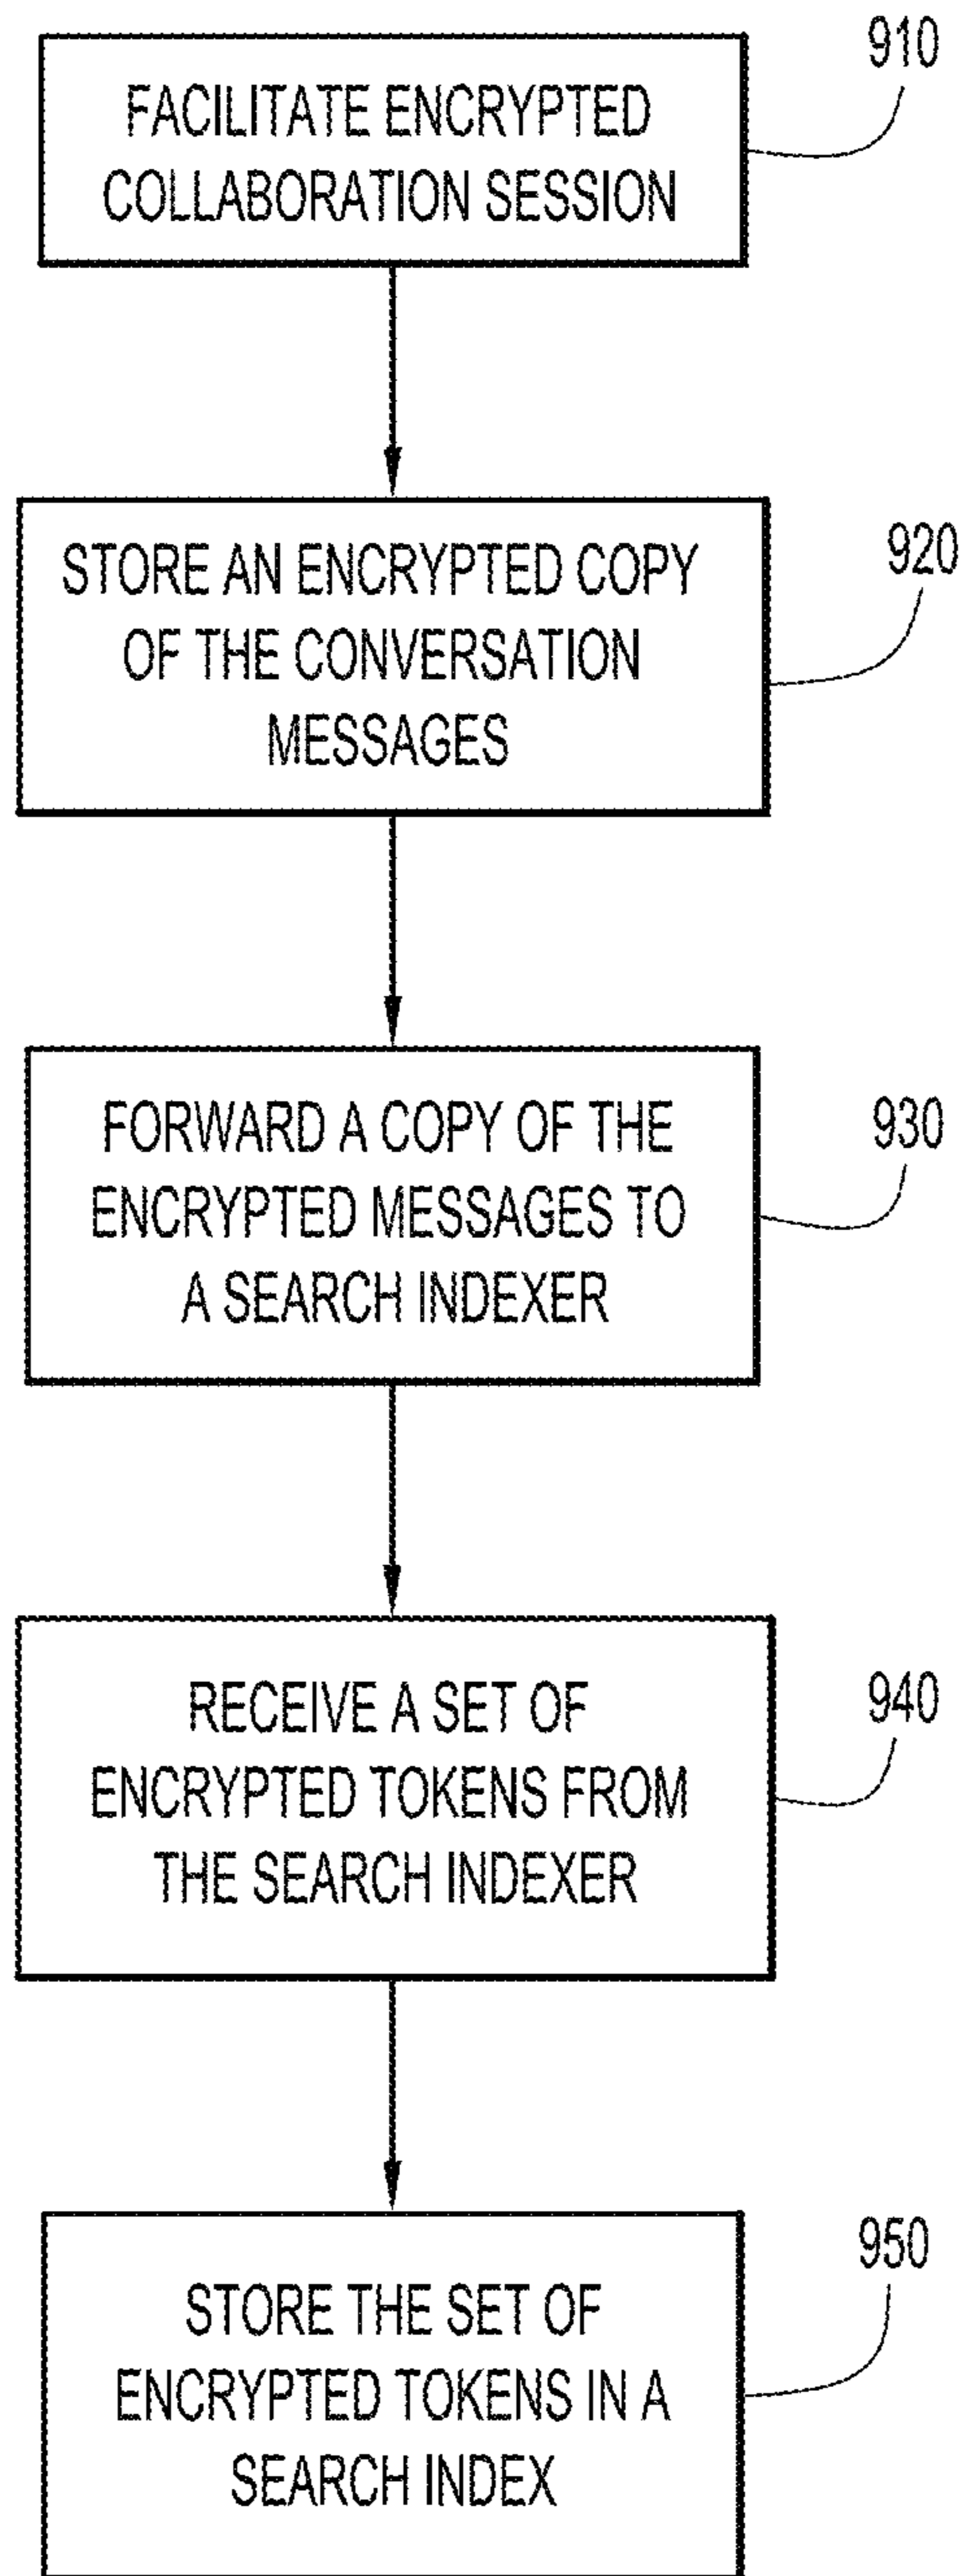 910
FACILITATE ENCRYPTED
COLLABORATION SESSION
920
STORE AN ENCRYPTED COPY
OF THE CONVERSATION
MESSAGES
930
FORWARD A COPY OF THE
ENCRYPTED MESSAGES TO
A SEARCH INDEXER
940
RECEIVE A SET OF
ENCRYPTED TOKENS FROM
THE SEARCH INDEXER
950
STORE THE SET OF
ENCRYPTED TOKENS IN A
SEARCH INDEX